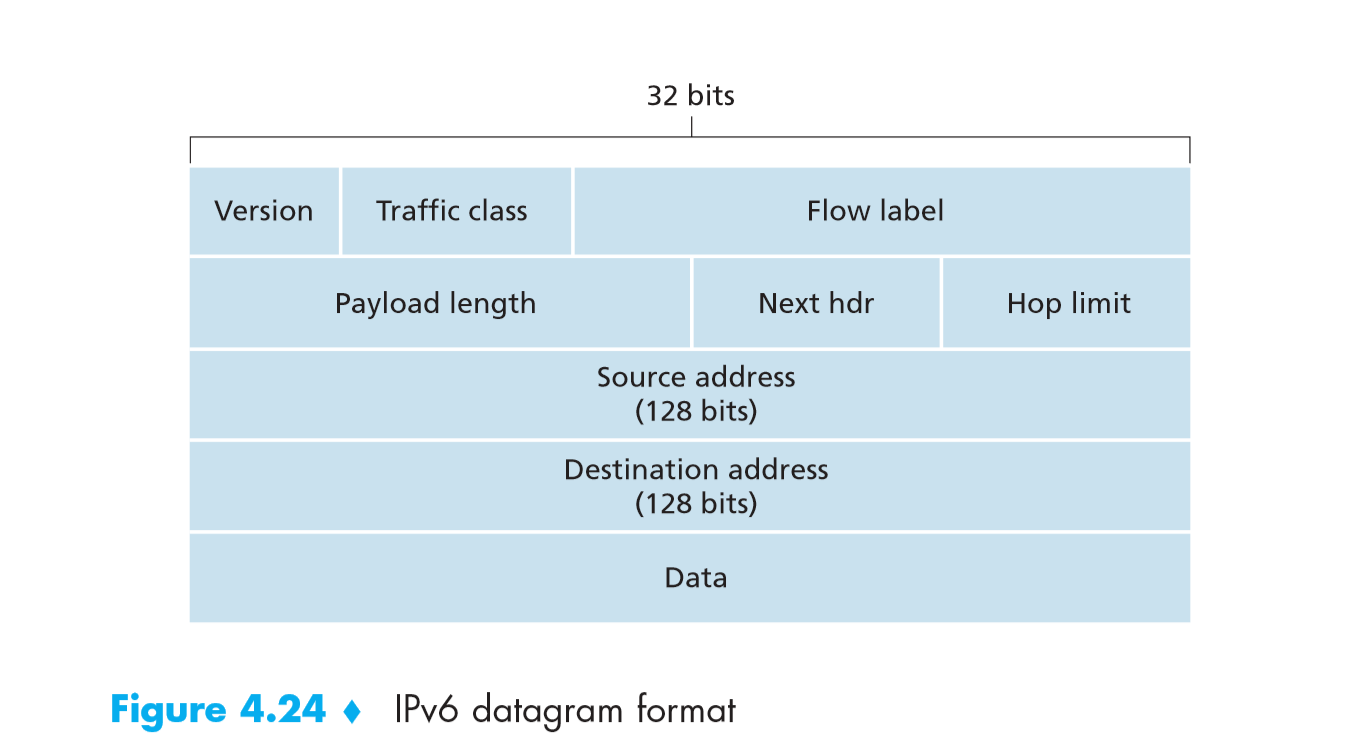 32 bits
Version Traffic class Flow label
Payload length Next hdr Hop limit
Source address
(128 bits)
Destination address
(128 bits)
Data
Figure 4.24 ♦ IPv6 datagram format